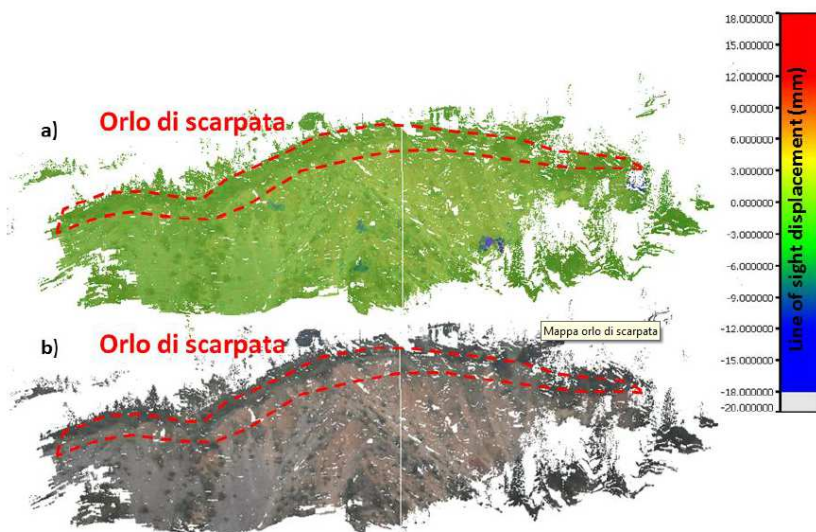 a)
Orlo di scarpata
b)
Orlo di scarpata
Mappa orlo di scarpata
18.000000
15.000000
12.000000
9.000000
6.000000
3.000000
0.000000
-3.000000
-6.000000
-9.000000
-12.000000
-15.000000
-18.000000
-20.000000
Line of sight displacement (mm)